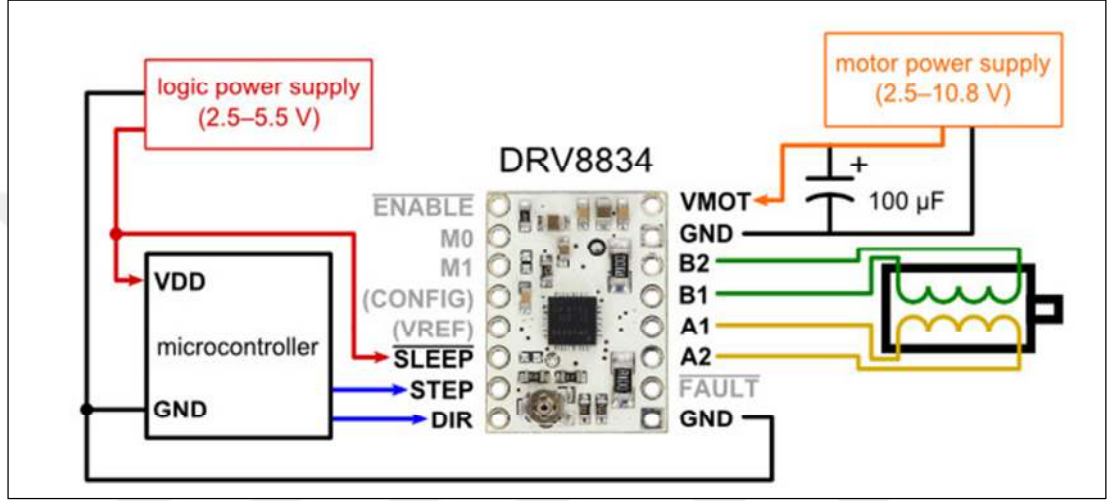 logic power supply
(2.5–5.5 V)
motor power supply
(2.5–10.8 V)
DRV8834
+
100 µF
ENABLE
M0
M1
(CONFIG)
(VREF)
SLEEP
STEP
DIR
VMOT
GND
B2
B1
A1
A2
FAULT
GND
VDD
microcontroller
GND